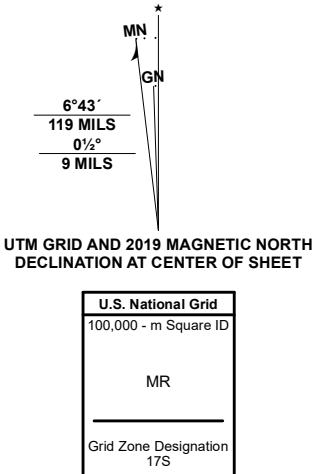 ★
MN
GN
6°43´
119 MILS
0½°
9 MILS
UTM GRID AND 2019 MAGNETIC NORTH
DECLINATION AT CENTER OF SHEET
U.S. National Grid
100,000 - m Square ID
MR
Grid Zone Designation
17S